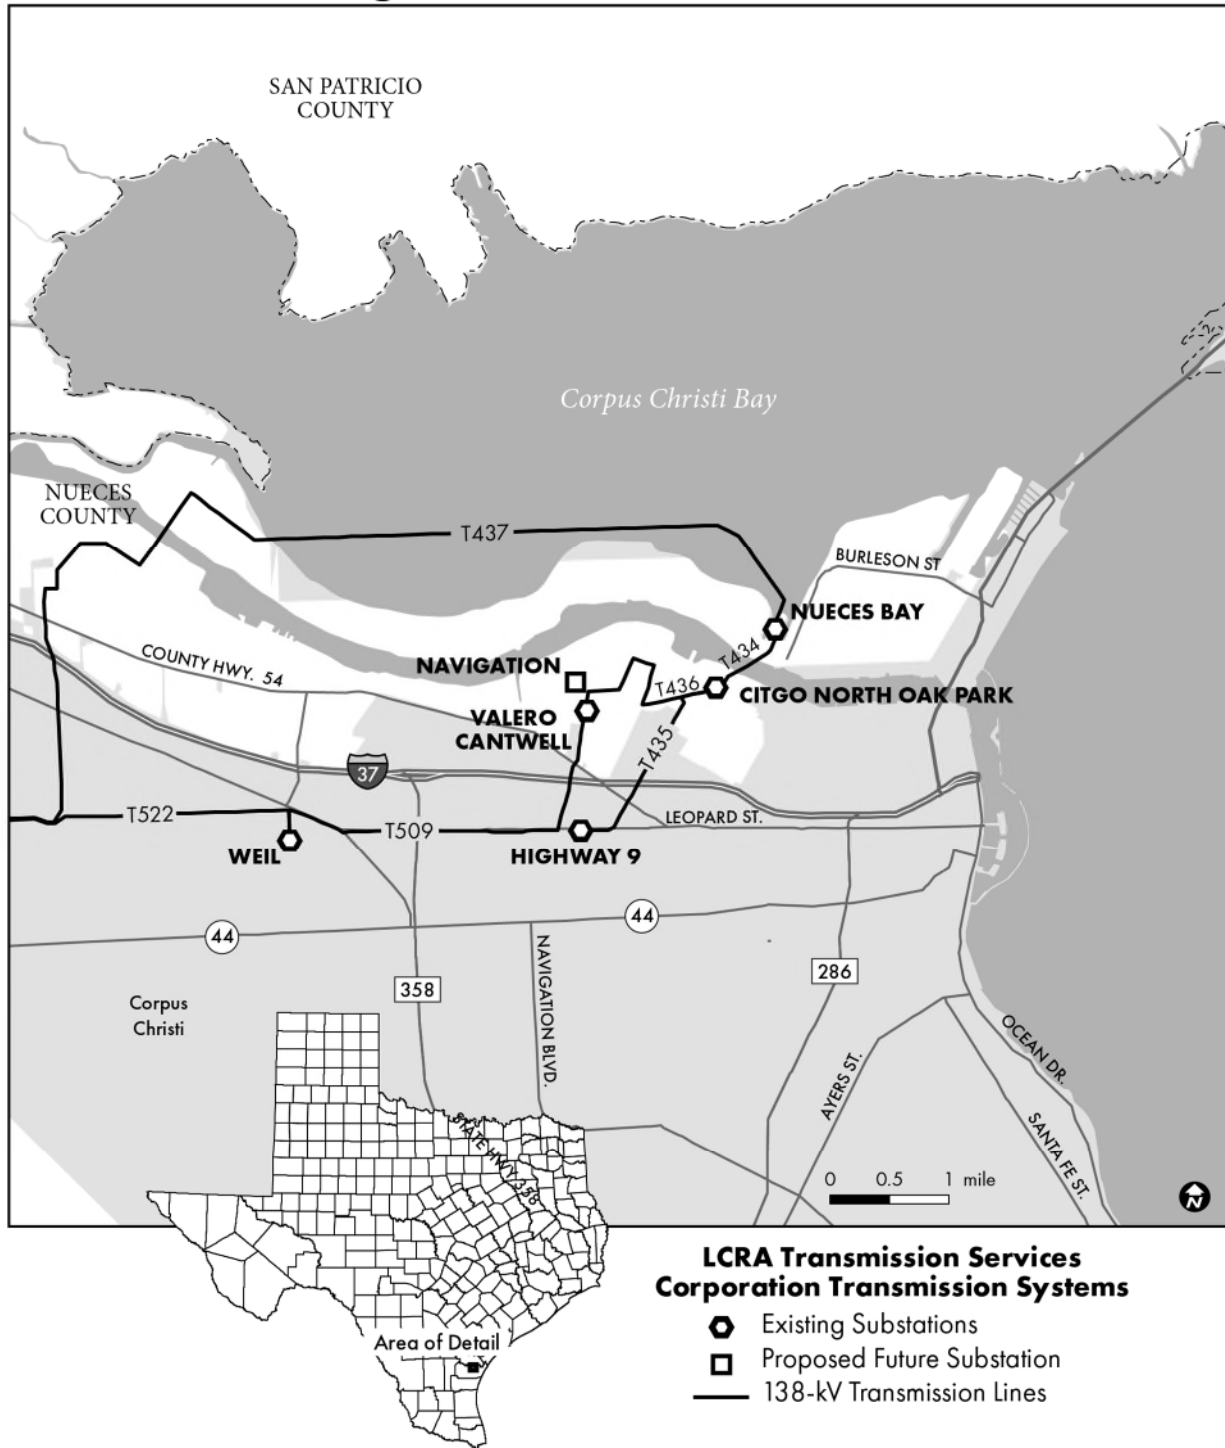 SAN PATRICIO
COUNTY
Corpus Christi Bay
NUECES
COUNTY
T437
BURLESON ST
NUECES BAY
T434
COUNTY HWY. 54
NAVIGATION
T436
CITGO NORTH OAK PARK
VALERO
CANTWELL
T435
37
T522
T509
LEOPARD ST.
WEIL
HIGHWAY 9
44
44
286
358
NAVIGATION BLVD.
Corpus
Christi
OCEAN DR.
AYERS ST.
SANTA FE ST.
STATE HWY 358
0 0.5 1 mile
N
LCRA Transmission Services
Corporation Transmission Systems
Existing Substations
Area of Detail
Proposed Future Substation
138-kV Transmission Lines